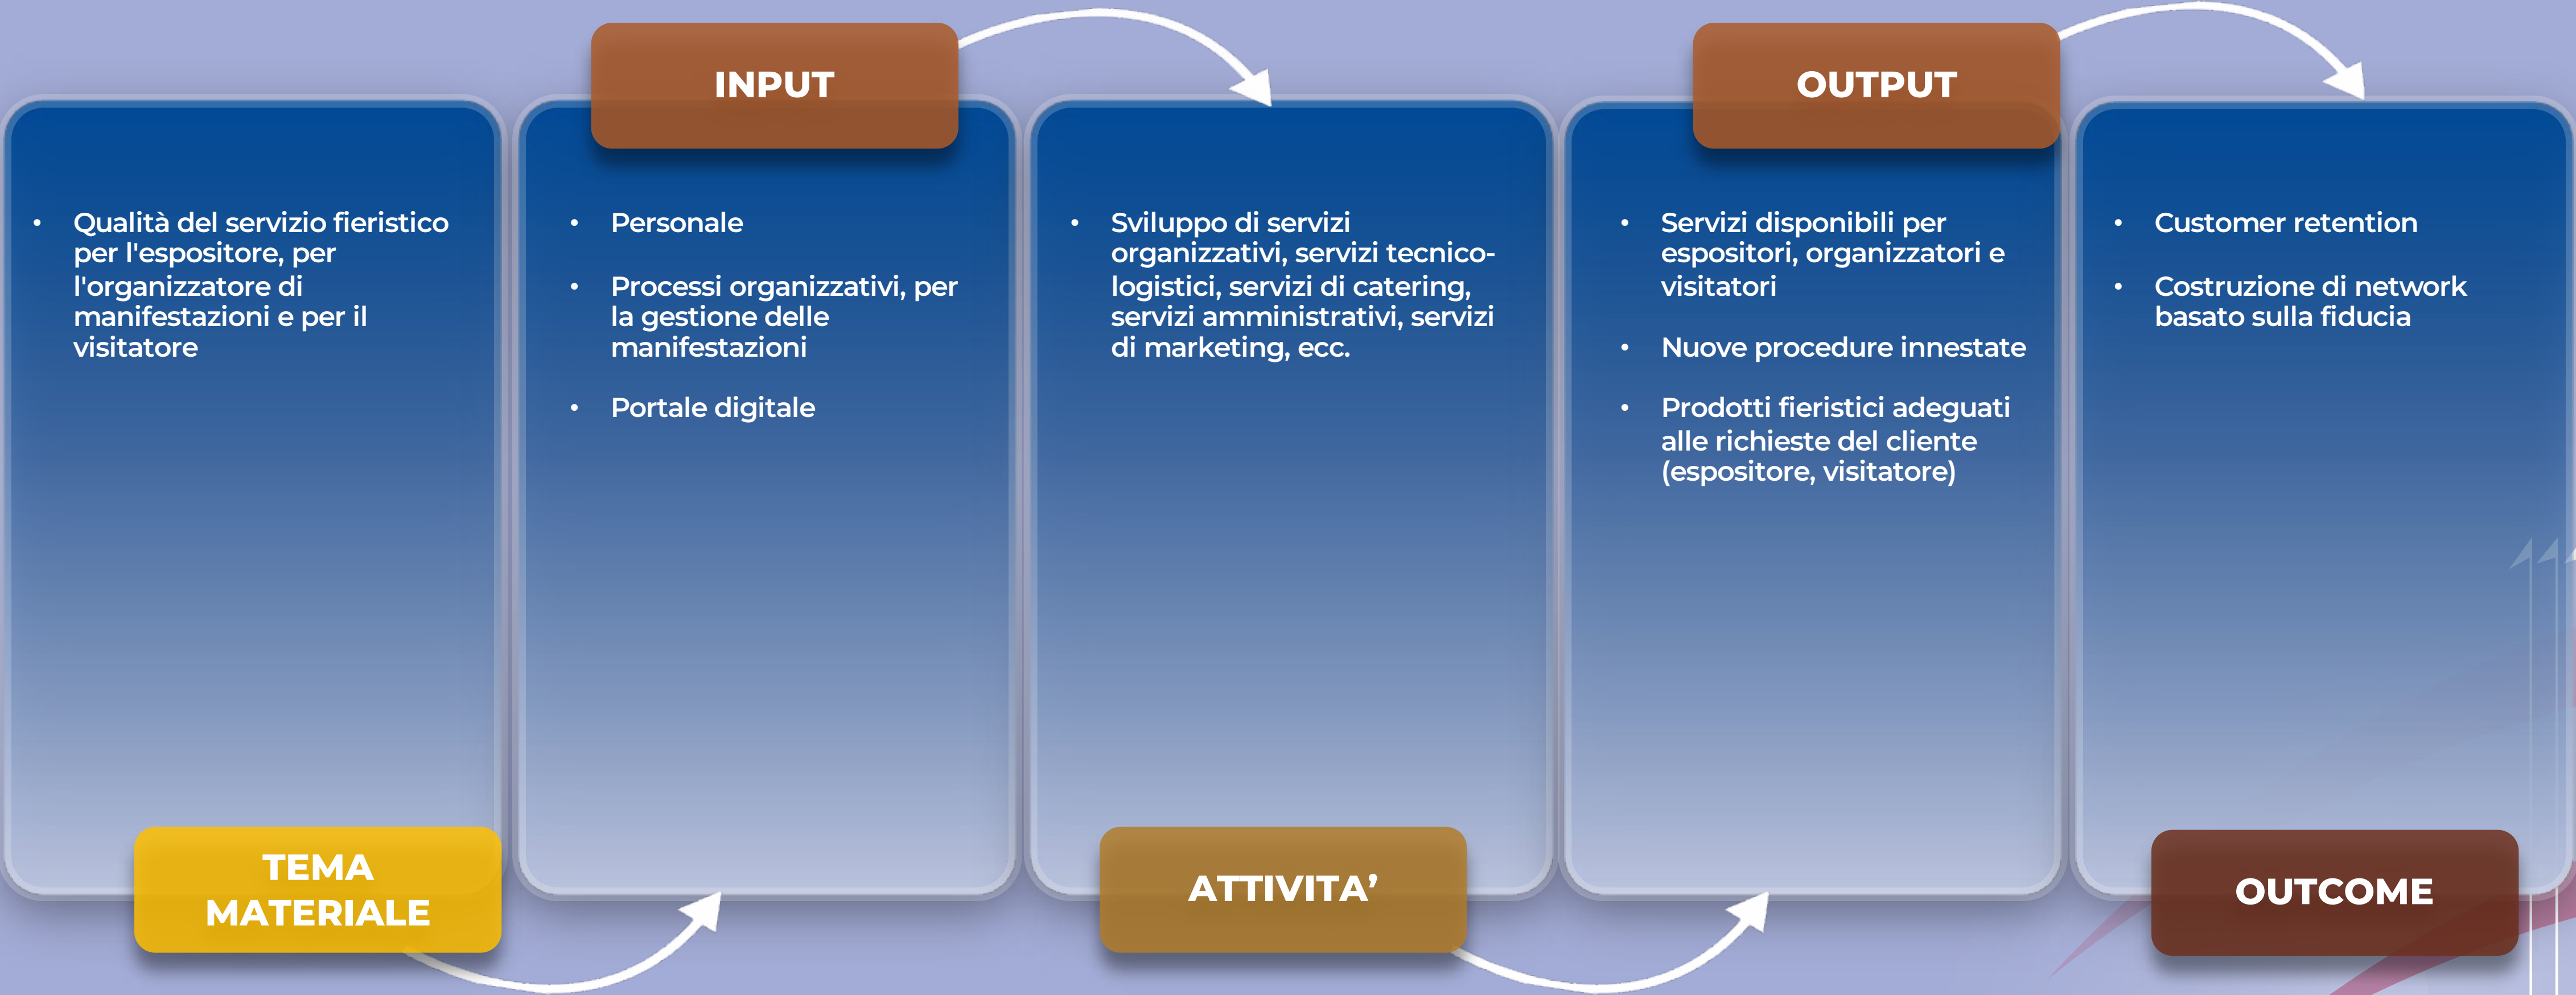 TEMA
MATERIALE
• Qualità del servizio fieristico
per l'espositore, per
l'organizzatore di
manifestazioni e per il
visitatore
INPUT
• Personale
• Processi organizzativi, per
la gestione delle
manifestazioni
• Portale digitale
ATTIVITA’
• Sviluppo di servizi
organizzativi, servizi tecnico-
logistici, servizi di catering,
servizi amministrativi, servizi
di marketing, ecc.
OUTPUT
• Servizi disponibili per
espositori, organizzatori e
visitatori
• Nuove procedure innestate
• Prodotti fieristici adeguati
alle richieste del cliente
(espositore, visitatore)
OUTCOME
• Customer retention
• Costruzione di network
basato sulla fiducia